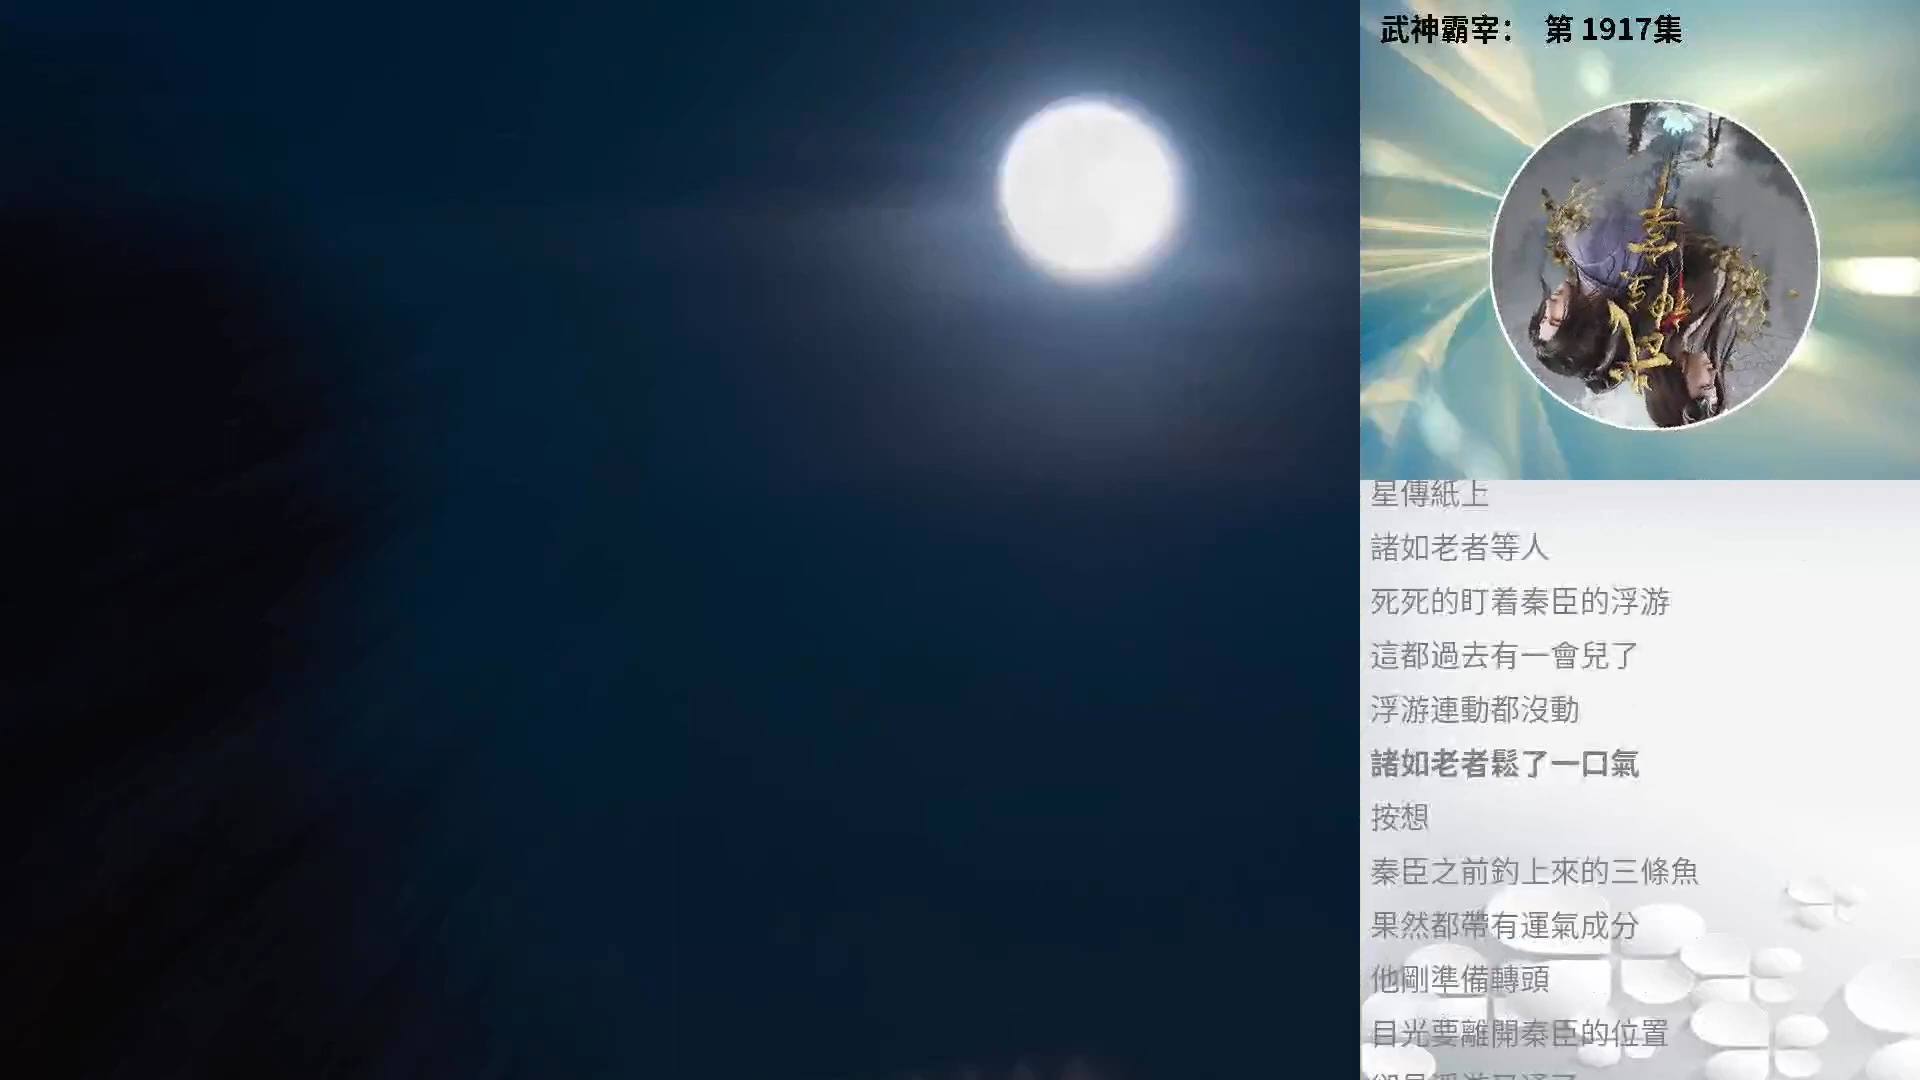 武神霸宰： 第 1917集
星傳紙上
諸如老者等人
死死的盯着秦臣的浮游
這都過去有一會兒了
浮游連動都沒動
諸如老者鬆了一口氣
按想
秦臣之前釣上來的三條魚
果然都帶有運氣成分
他剛準備轉頭
目光要離開秦臣的位置